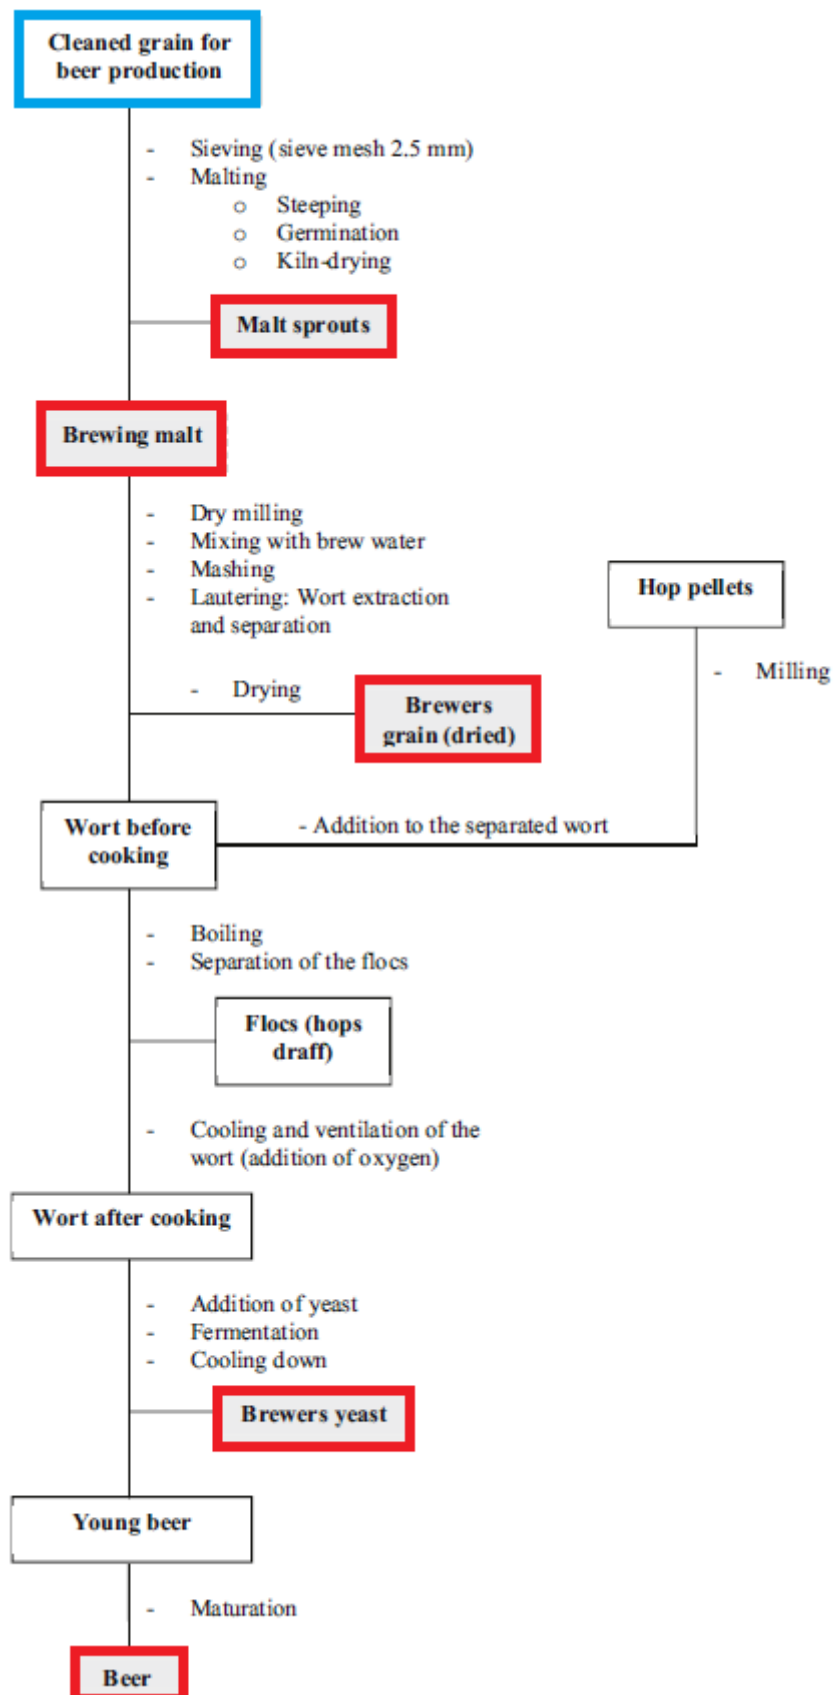 Cleaned grain for
beer production
- Sieving (sieve mesh 2.5 mm)
- Malting
o Steeping
o Germination
o Kiln-drying
Malt sprouts
Brewing malt
- Dry milling
- Mixing with brew water
- Mashing
- Lautering: Wort extraction
and separation
Hop pellets
- Milling
- Drying
Brewers
grain (dried)
Wort before
cooking
- Addition to the separated wort
- Boiling
- Separation of the flocs
Flocs (hops
draff)
- Cooling and ventilation of the
wort (addition of oxygen)
Wort after cooking
- Addition of yeast
- Fermentation
- Cooling down
Brewers yeast
Young beer
- Maturation
Beer